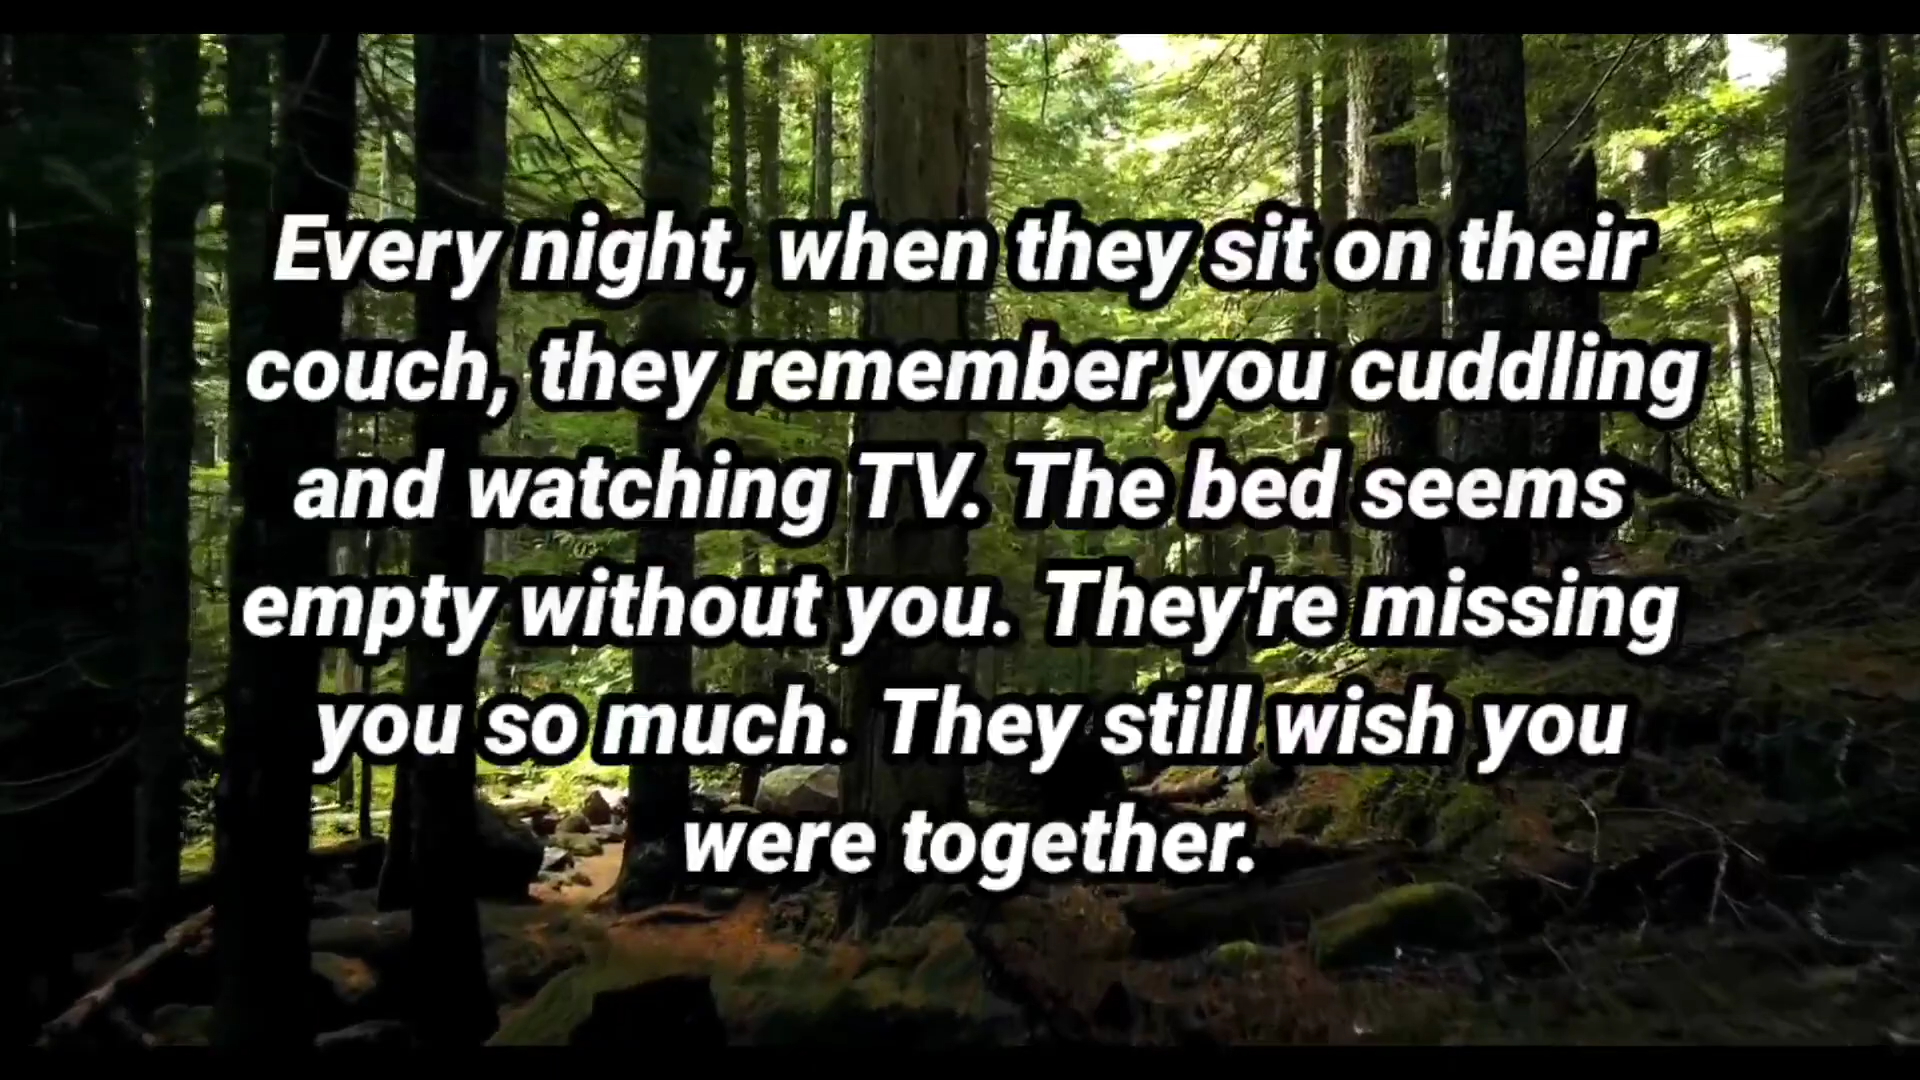 Every night, when they sit on their
couch, they remember you cuddling
and watching TV. The bed seems
empty without you. They're missing
you so much. They still wish you
were together.